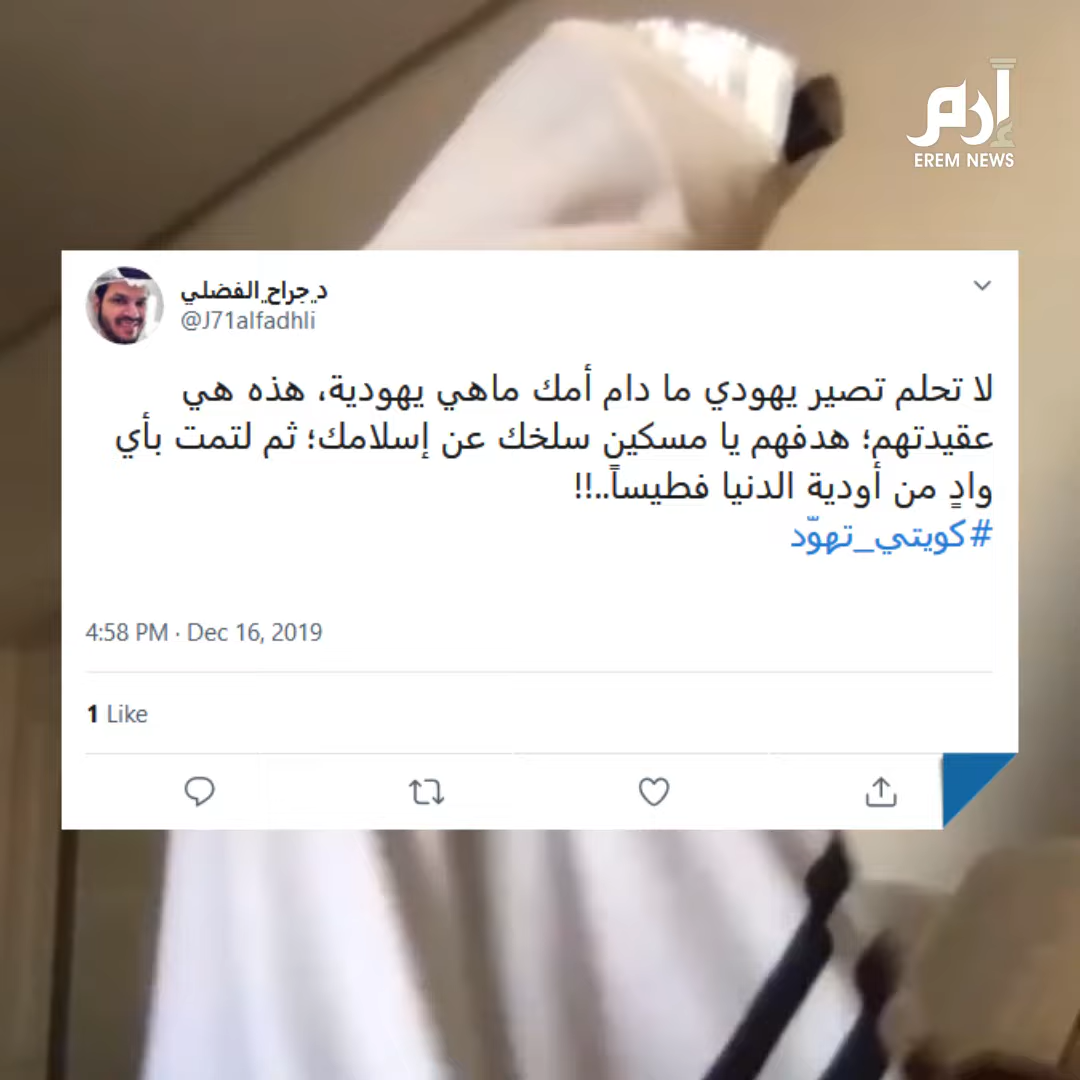 إرم
EREM NEWS
د_جراح_الفضلي
@J71alfadhli
لا تحلم تصير يهودي ما دام أمك ماهي يهودية، هذه هي
عقيدتهم؛ هدفهم يا مسكين سلخك عن إسلامك؛ ثم لتمت بأي
وادٍ من أودية الدنيا فطيساً..!!
#كويتي_تهوّد
4:58 PM · Dec 16, 2019
1 Like